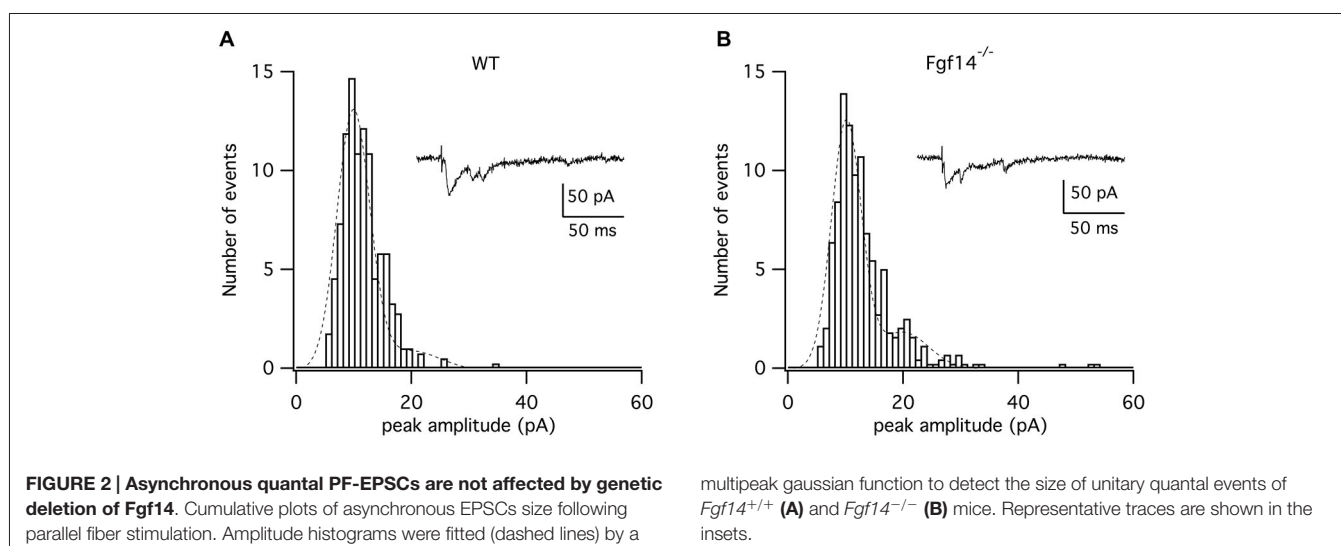 A
WT
15
10
5
0
Number of events
50 pA
50 ms
0 20 40 60
peak amplitude (pA)
B
Fgf14-/-
15
10
5
0
Number of events
50 pA
50 ms
0 20 40 60
peak amplitude (pA)
FIGURE 2 | Asynchronous quantal PF-EPSCs are not affected by genetic
deletion of Fgf14. Cumulative plots of asynchronous EPSCs size following
parallel fiber stimulation. Amplitude histograms were fitted (dashed lines) by a
multipeak gaussian function to detect the size of unitary quantal events of
Fgf14+/+ (A) and Fgf14−/− (B) mice. Representative traces are shown in the
insets.